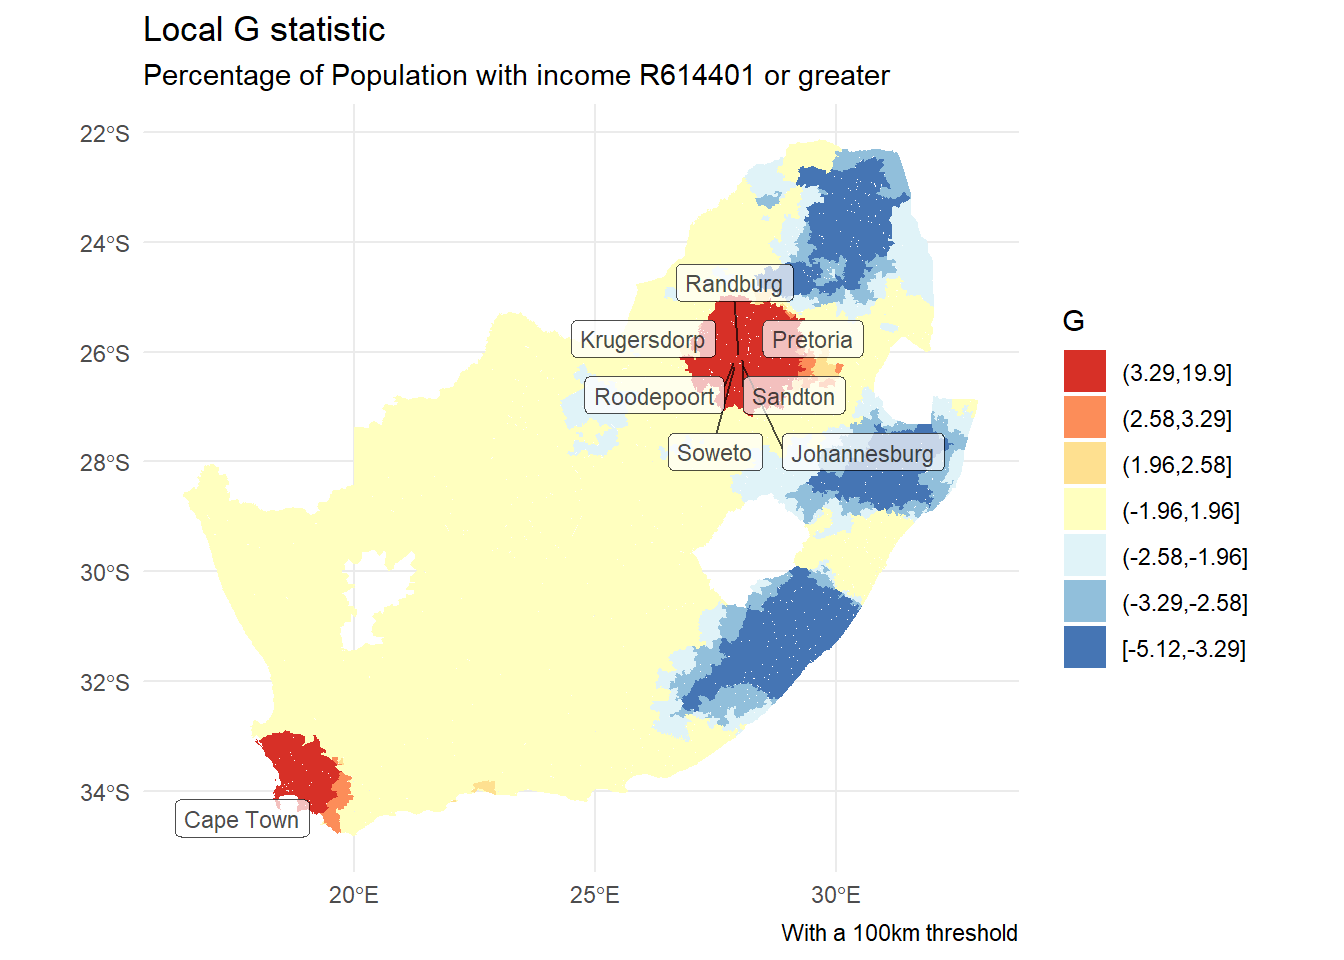 Local G statistic
Percentage of Population with income R614401 or greater
22°S
24°S
26°S
28°S
30°S
32°S
34°S
Randburg
Krugersdorp
Pretoria
Roodepoort
Sandton
Soweto
Johannesburg
Cape Town
20°E
25°E
30°E
G
(3.29,19.9]
(2.58,3.29]
(1.96,2.58]
(-1.96,1.96]
(-2.58,-1.96]
(-3.29,-2.58]
[-5.12,-3.29]
With a 100km threshold